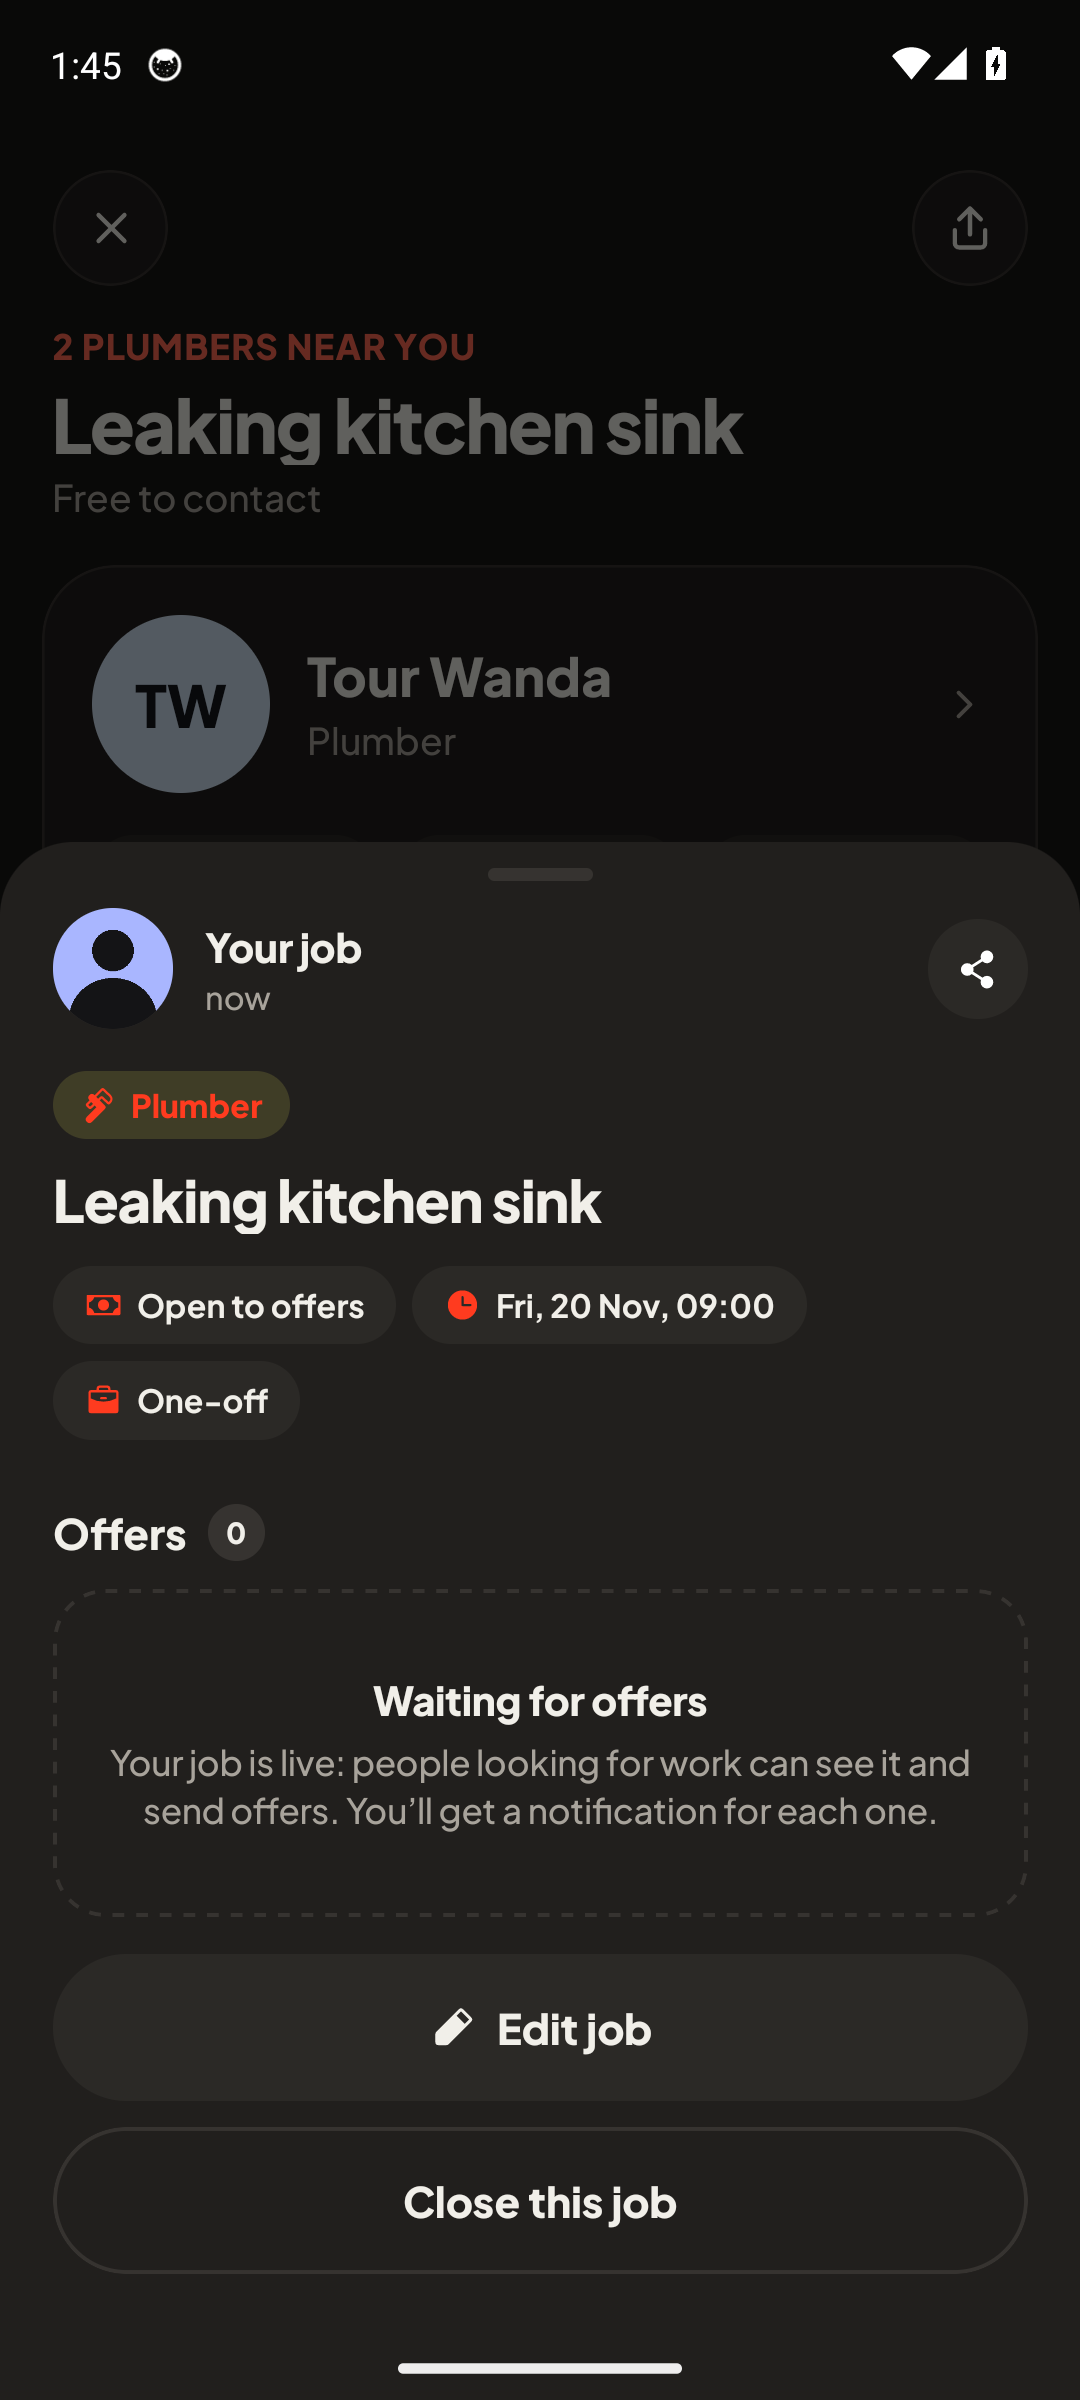 1:45
2 PLUMBERS NEAR YOU
Leaking kitchen sink
Free to contact
TW
Tour Wanda
Plumber
Your job
now
Plumber
Leaking kitchen sink
Open to offers
Fri, 20 Nov, 09:00
One-off
Offers 0
Waiting for offers
Your job is live: people looking for work can see it and
send offers. You’ll get a notification for each one.
Edit job
Close this job